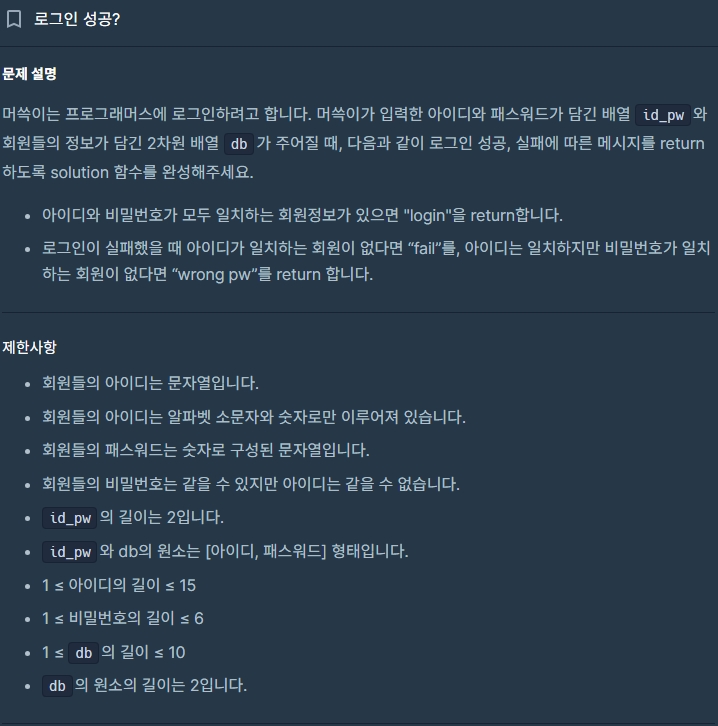 로그인 성공?
문제 설명
머쓱이는 프로그래머스에 로그인하려고 합니다. 머쓱이가 입력한 아이디와 패스워드가 담긴 배열 id_pw 와
회원들의 정보가 담긴 2차원 배열 db 가 주어질 때, 다음과 같이 로그인 성공, 실패에 따른 메시지를 return
하도록 solution 함수를 완성해주세요.
• 아이디와 비밀번호가 모두 일치하는 회원정보가 있으면 "login"을 return합니다.
• 로그인이 실패했을 때 아이디가 일치하는 회원이 없다면 “fail”를, 아이디는 일치하지만 비밀번호가 일치
하는 회원이 없다면 “wrong pw”를 return 합니다.
제한사항
• 회원들의 아이디는 문자열입니다.
• 회원들의 아이디는 알파벳 소문자와 숫자로만 이루어져 있습니다.
• 회원들의 패스워드는 숫자로 구성된 문자열입니다.
• 회원들의 비밀번호는 같을 수 있지만 아이디는 같을 수 없습니다.
• id_pw 의 길이는 2입니다.
• id_pw 와 db의 원소는 [아이디, 패스워드] 형태입니다.
• 1 ≤ 아이디의 길이 ≤ 15
• 1 ≤ 비밀번호의 길이 ≤ 6
• 1 ≤ db 의 길이 ≤ 10
• db 의 원소의 길이는 2입니다.